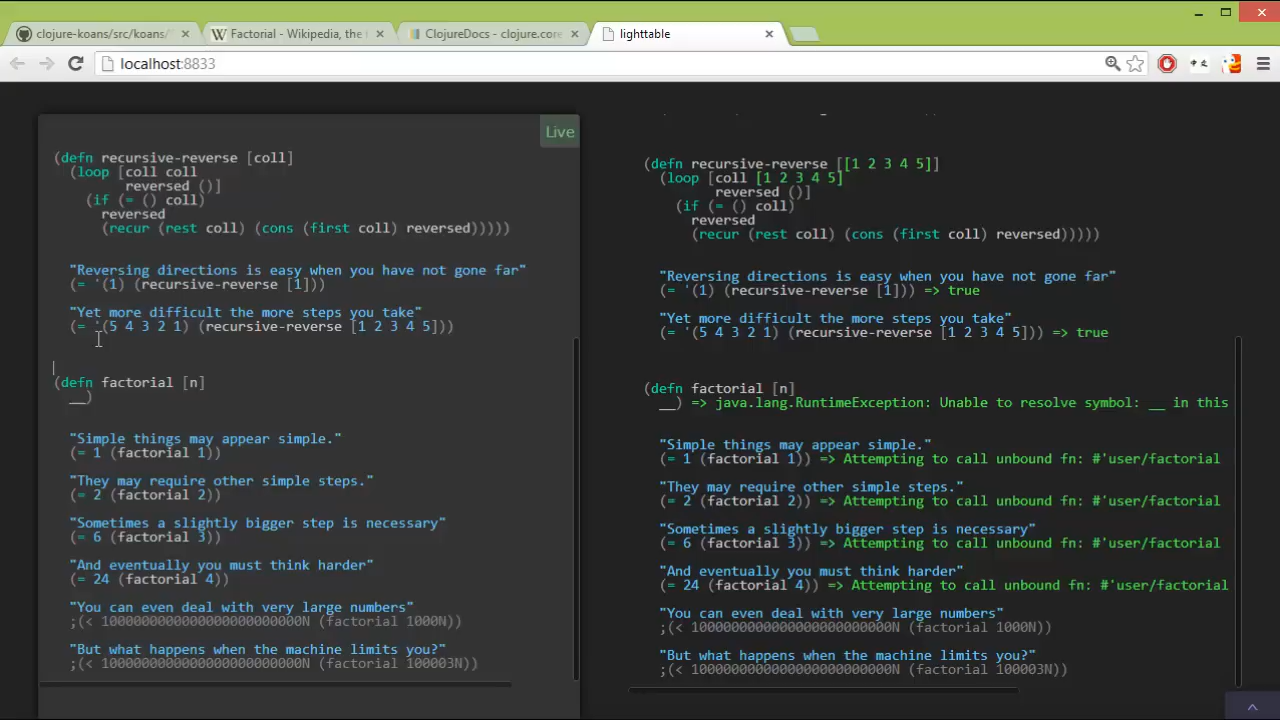 clojure-koans/src/koans/
Factorial - Wikipedia, the
ClojureDocs - clojure.core
lighttable
localhost:8833
Live
(defn recursive-reverse [coll]
(loop [coll coll
reversed ()]
(if (= () coll)
reversed
(recur (rest coll) (cons (first coll) reversed)))))
"Reversing directions is easy when you have not gone far"
(= '(1) (recursive-reverse [1]))
"Yet more difficult the more steps you take"
(= '(5 4 3 2 1) (recursive-reverse [1 2 3 4 5]))
(defn factorial [n]
__)
"Simple things may appear simple."
(= 1 (factorial 1))
"They may require other simple steps."
(= 2 (factorial 2))
"Sometimes a slightly bigger step is necessary"
(= 6 (factorial 3))
"And eventually you must think harder"
(= 24 (factorial 4))
"You can even deal with very large numbers"
;(< 1000000000000000000000000N (factorial 1000N))
"But what happens when the machine limits you?"
;(< 1000000000000000000000000N (factorial 100003N))
(defn recursive-reverse [[1 2 3 4 5]]
(loop [coll [1 2 3 4 5]
reversed ()]
(if (= () coll)
reversed
(recur (rest coll) (cons (first coll) reversed)))))
"Reversing directions is easy when you have not gone far"
(= '(1) (recursive-reverse [1])) => true
"Yet more difficult the more steps you take"
(= '(5 4 3 2 1) (recursive-reverse [1 2 3 4 5])) => true
(defn factorial [n]
__) => java.lang.RuntimeException: Unable to resolve symbol: __ in this
"Simple things may appear simple."
(= 1 (factorial 1)) => Attempting to call unbound fn: #'user/factorial
"They may require other simple steps."
(= 2 (factorial 2)) => Attempting to call unbound fn: #'user/factorial
"Sometimes a slightly bigger step is necessary"
(= 6 (factorial 3)) => Attempting to call unbound fn: #'user/factorial
"And eventually you must think harder"
(= 24 (factorial 4)) => Attempting to call unbound fn: #'user/factorial
"You can even deal with very large numbers"
;(< 1000000000000000000000000N (factorial 1000N))
"But what happens when the machine limits you?"
;(< 1000000000000000000000000N (factorial 100003N))